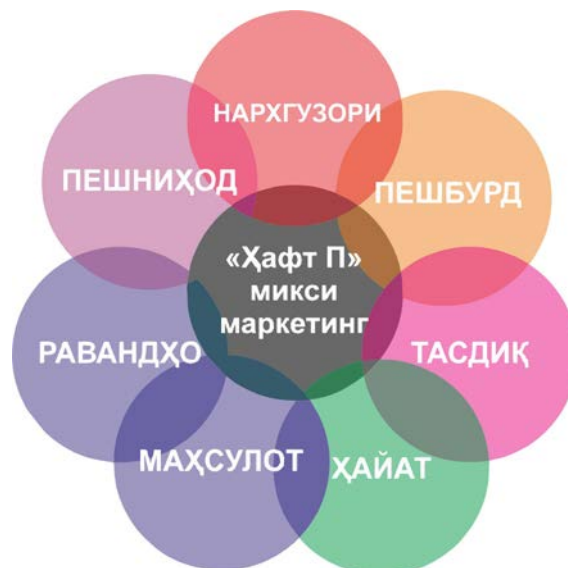 НАРХГУЗОРИ
ПЕШНИҲОД
ПЕШБУРД
«Ҳафт П»
микси
маркетинг
РАВАНДҲО
ТАСДИҚ
МАҲСУЛОТ
ҲАЙАТ